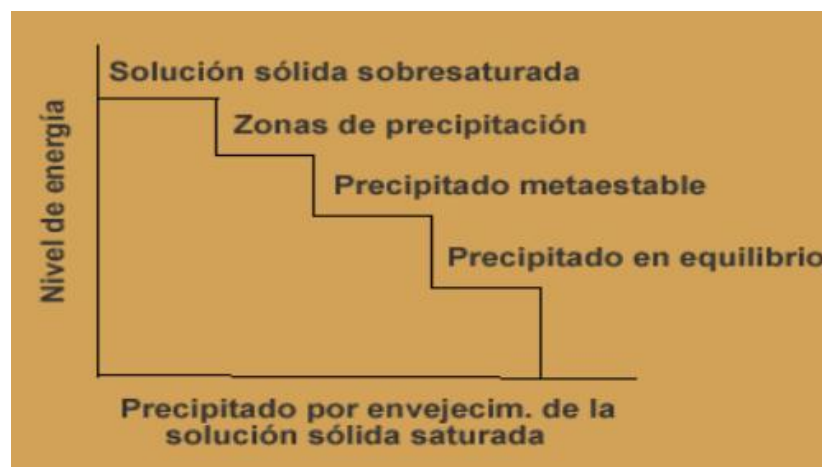 Solución sólida sobresaturada
Zonas de precipitación
Precipitado metaestable
Precipitado en equilibrio
Nivel de energía
Precipitado por envejecim. de la
solución sólida saturada